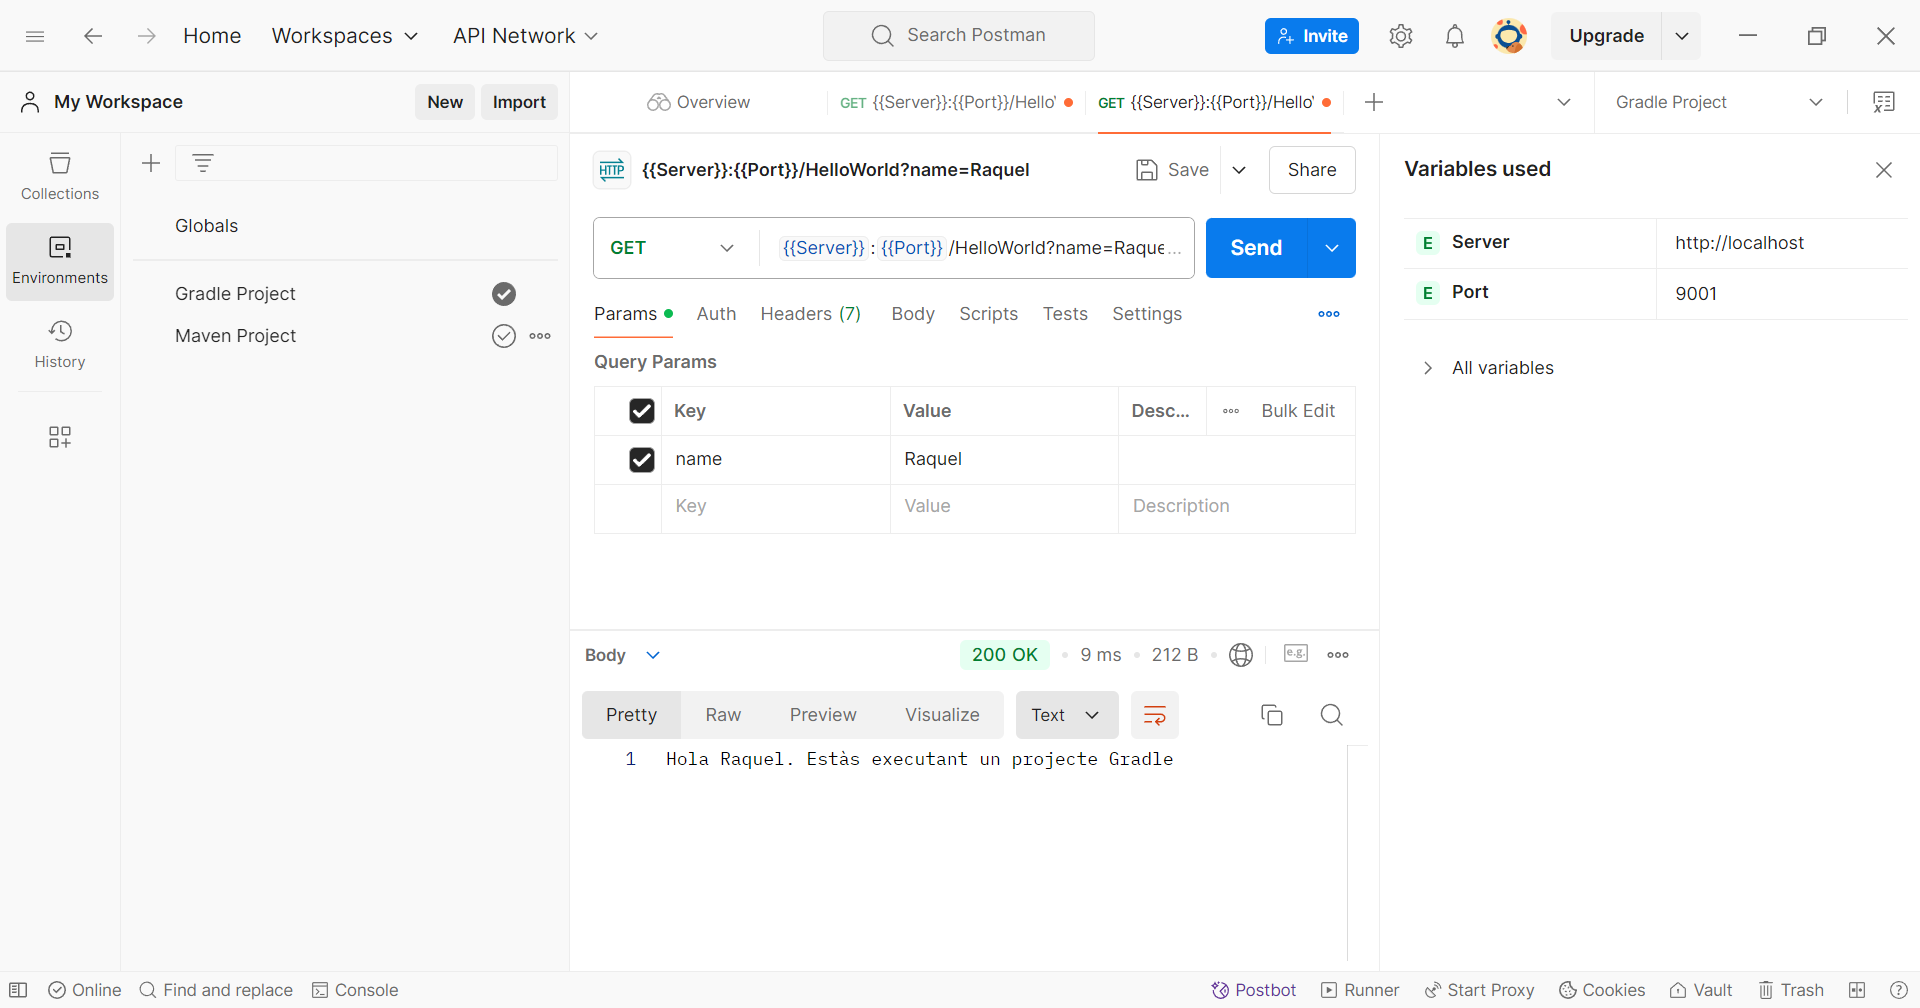 Home Workspaces API Network Search Postman Invite Upgrade
My Workspace New Import Overview GET {{Server}}:{{Port}}/Hello GET {{Server}}:{{Port}}/Hello Gradle Project
Collections
Environments
History
Globals
Gradle Project
Maven Project
HTTP {{Server}}:{{Port}}/HelloWorld?name=Raquel Save Share
GET {{Server}}:{{Port}}/HelloWorld?name=Raque... Send
Params Auth Headers (7) Body Scripts Tests Settings
Query Params
Key Value Desc... Bulk Edit
name Raquel
Key Value Description
Body 200 OK 9 ms 212 B e.g.
Pretty Raw Preview Visualize Text
1 Hola Raquel. Estàs executant un projecte Gradle
Variables used
E Server http://localhost
E Port 9001
All variables
Online Find and replace Console Postbot Runner Start Proxy Cookies Vault Trash